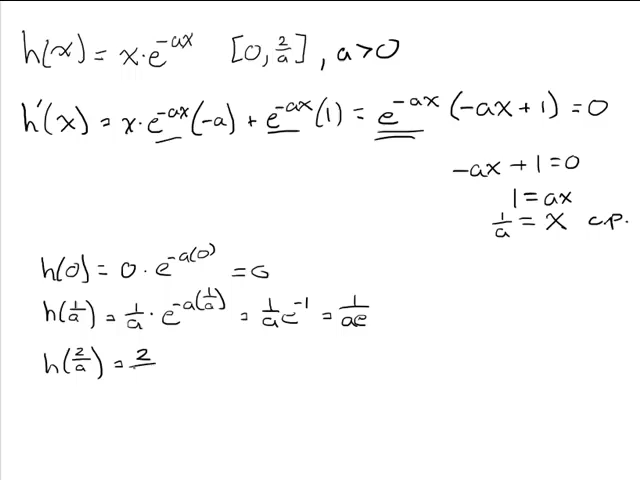 h(x) = x·e^{-ax} [0, 2/a], a>0
h'(x) = x·e^{-ax}(-a) + e^{-ax}(1) = e^{-ax}(-ax+1) = 0
-ax+1=0
1=ax
1/a = x c.p.
h(0) = 0·e^{-a(0)} = 0
h(1/a) = 1/a·e^{-a(1/a)} = 1/a e^{-1} = 1/ae
h(2/a) = 2